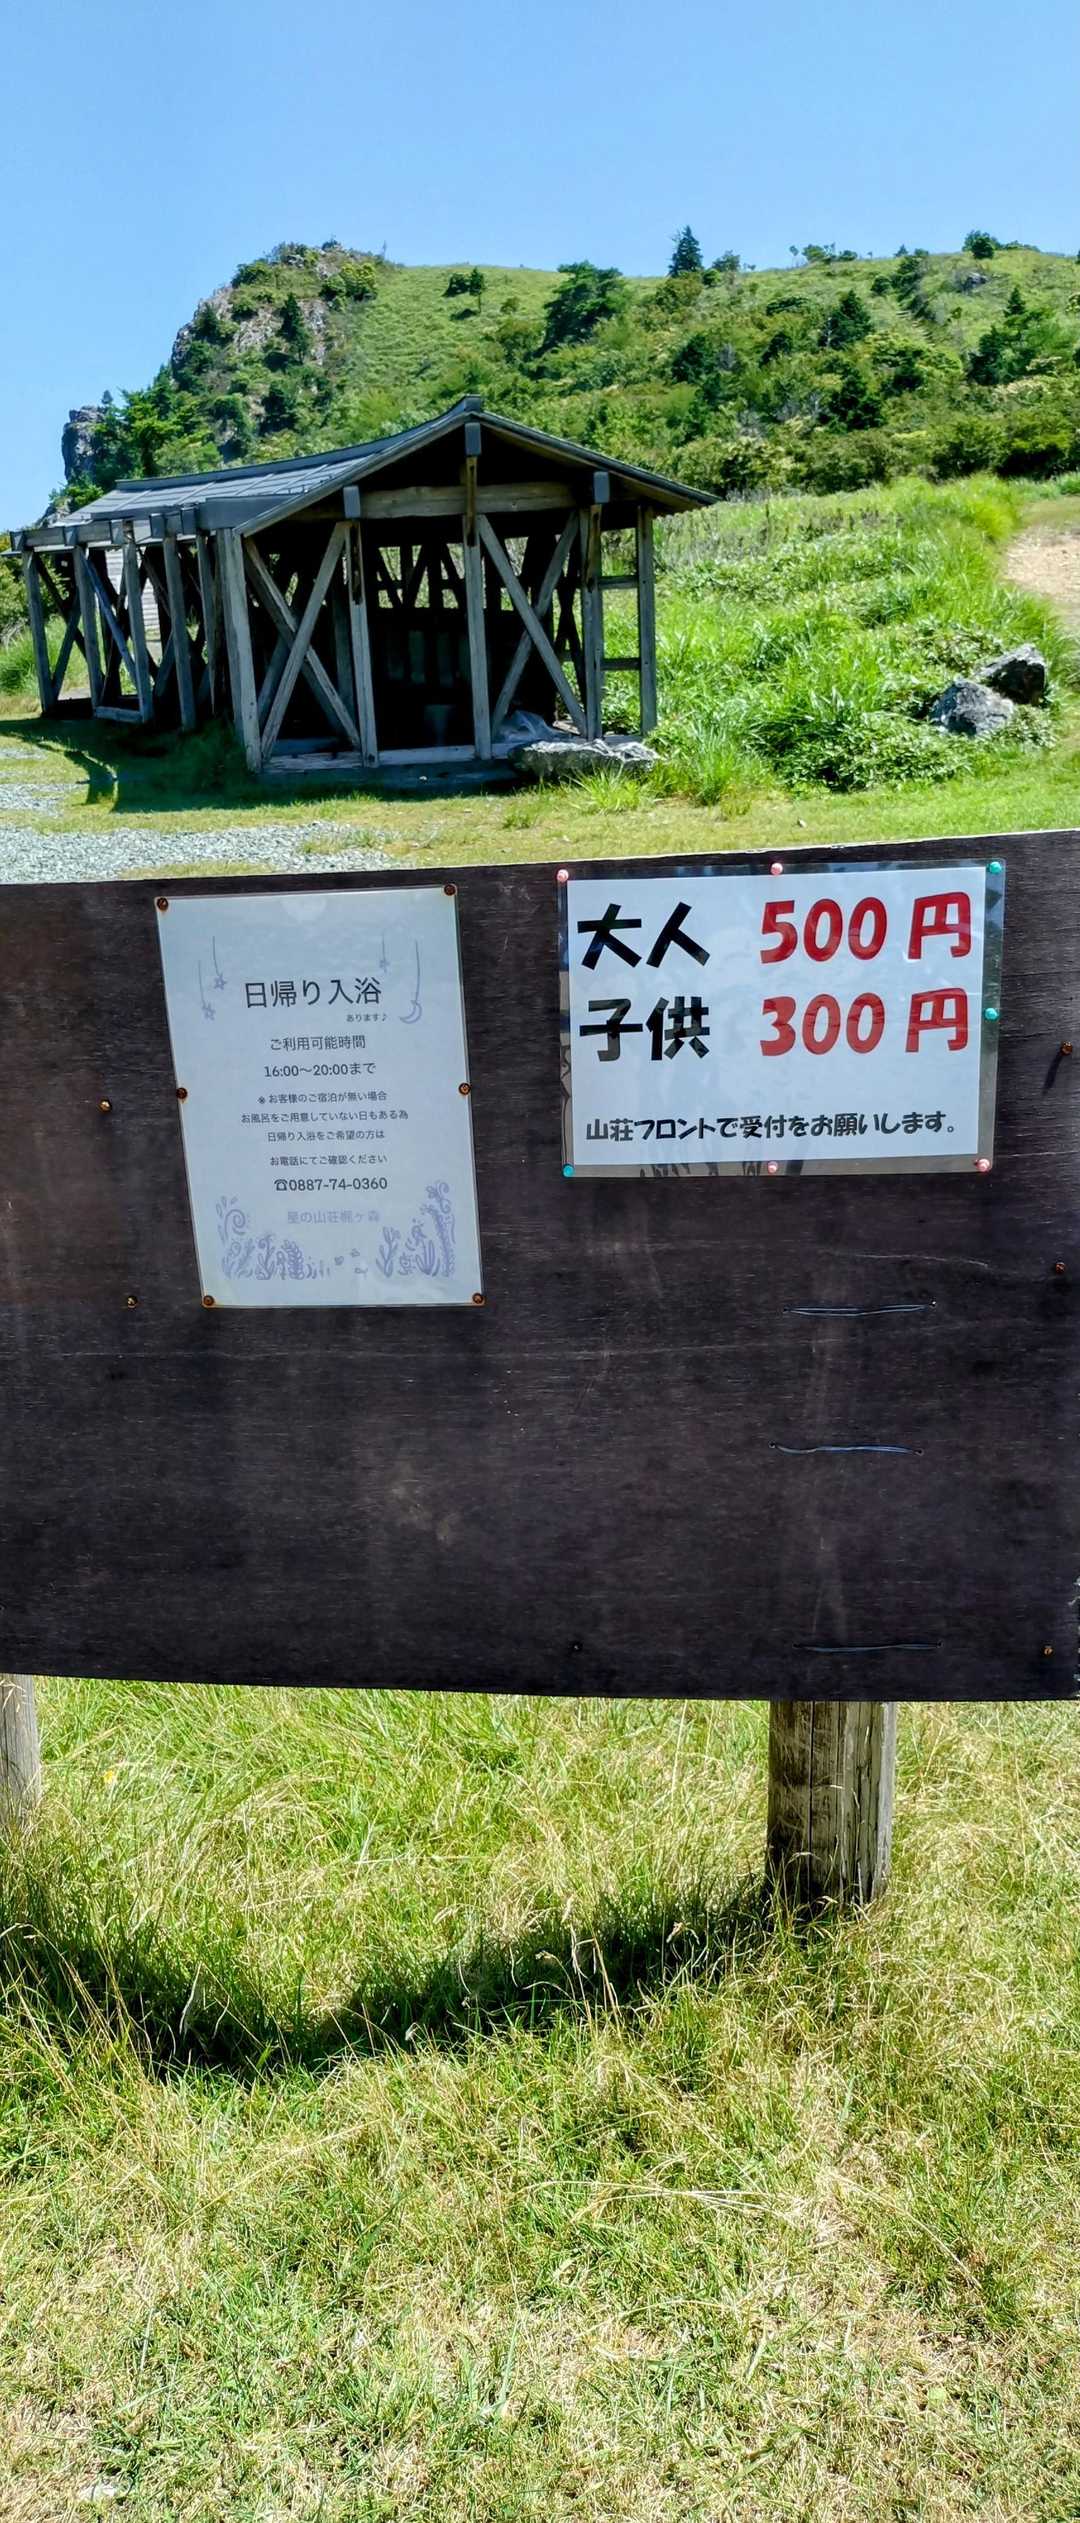 日帰り入浴
あります♪
ご利用可能時間
16:00〜20:00まで
※お客様のご宿泊が無い場合
お風呂をご用意していない日もある為
日帰り入浴をご希望の方は
お電話にてご確認ください
☎0887-74-0360
星の山荘梶ヶ森
大人 500円
子供 300円
山荘フロントで受付をお願いします。